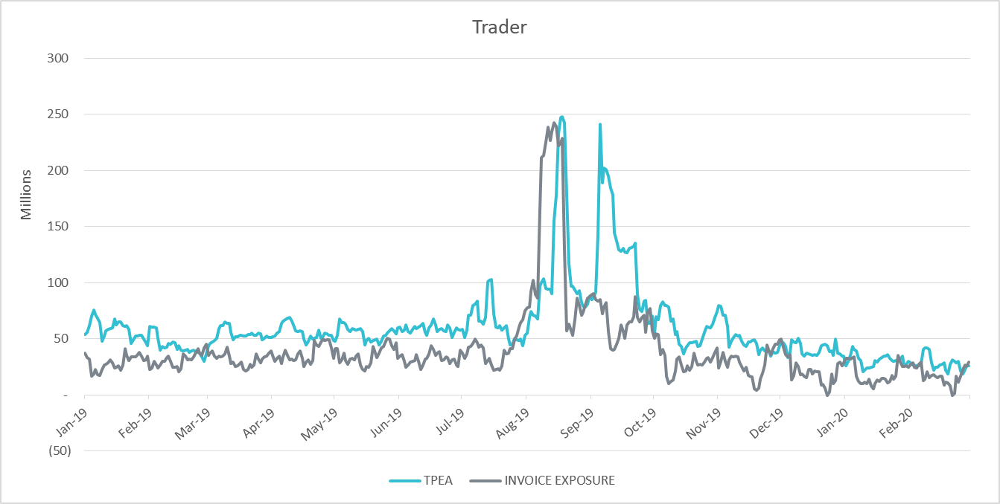 Trader
300
250
200
150
100
50
-
(50)
Millions
Jan-19 Feb-19 Mar-19 Apr-19 May-19 Jun-19 Jul-19 Aug-19 Sep-19 Oct-19 Nov-19 Dec-19 Jan-20 Feb-20
TPEA INVOICE EXPOSURE